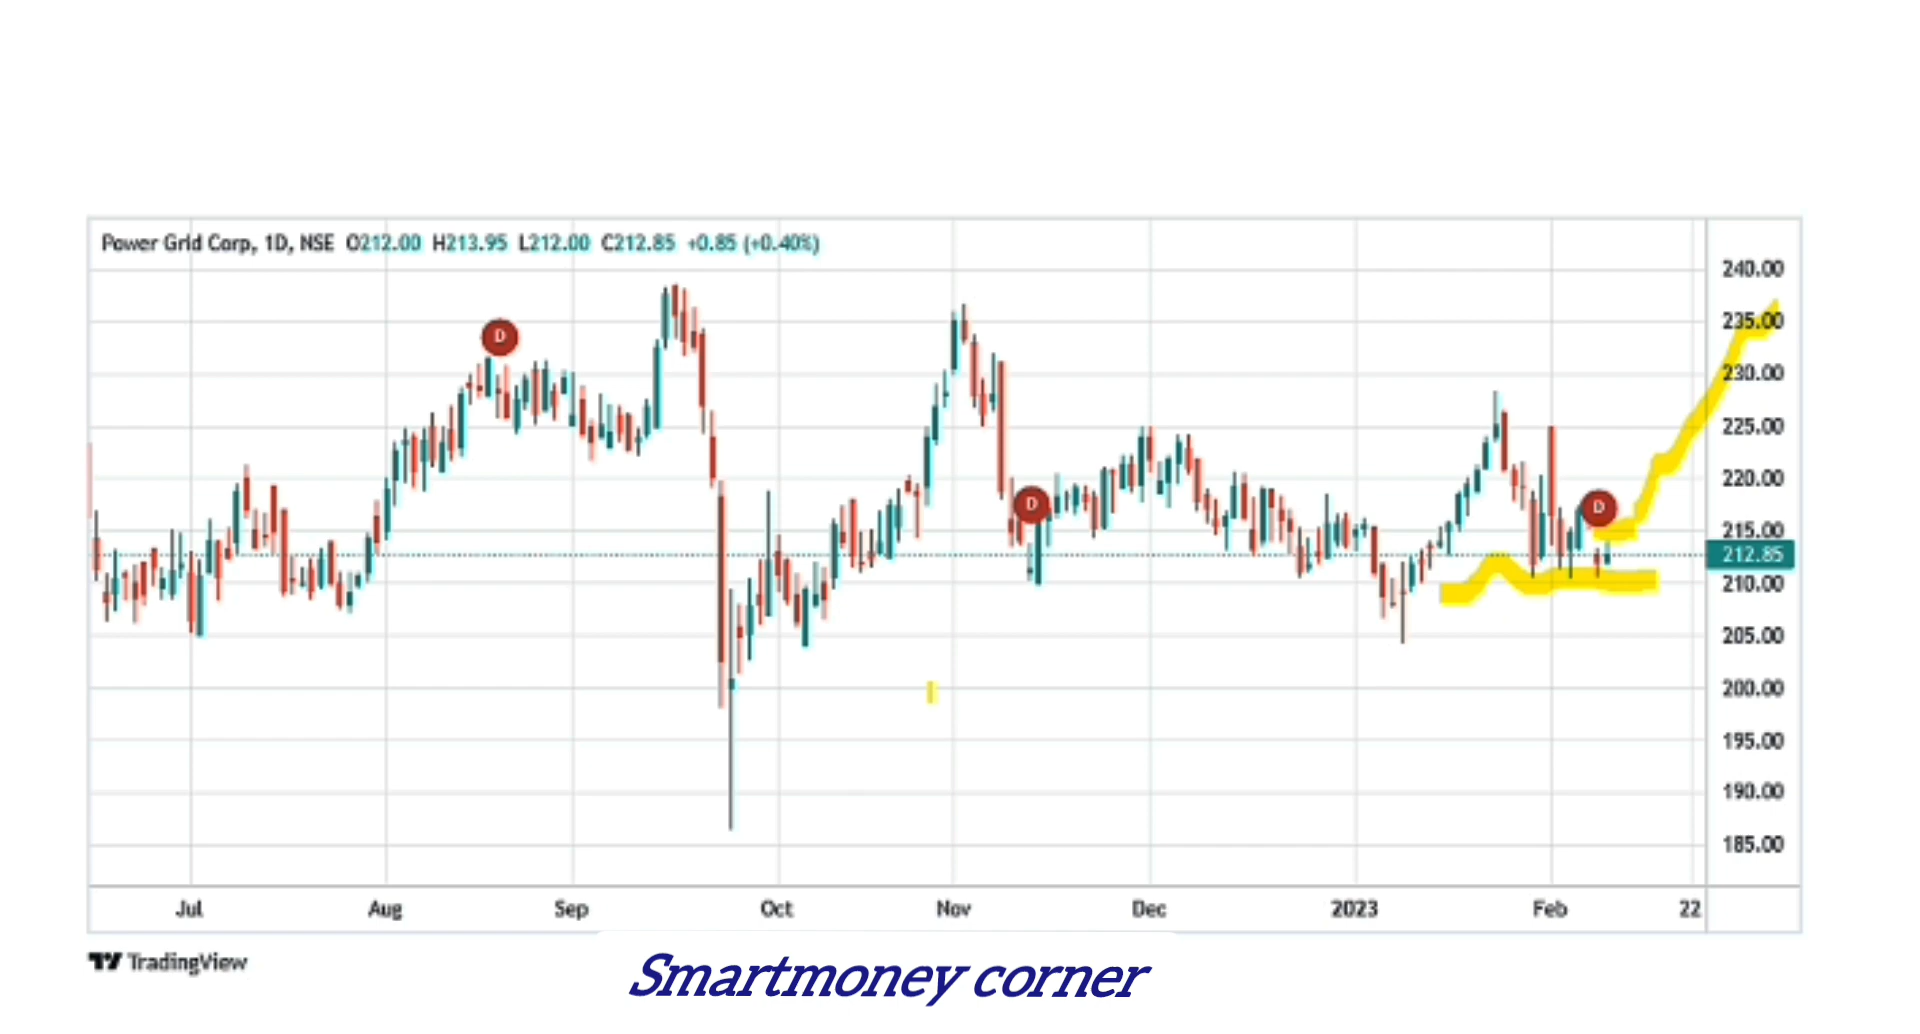 Power Grid Corp, 1D, NSE O212.00 H213.95 L212.00 C212.85 +0.85 (+0.40%)
240.00
D
235.00
230.00
225.00
220.00
D
D
215.00
212.85
210.00
205.00
200.00
195.00
190.00
185.00
Jul Aug Sep Oct Nov Dec 2023 Feb 22
TradingView
Smartmoney corner